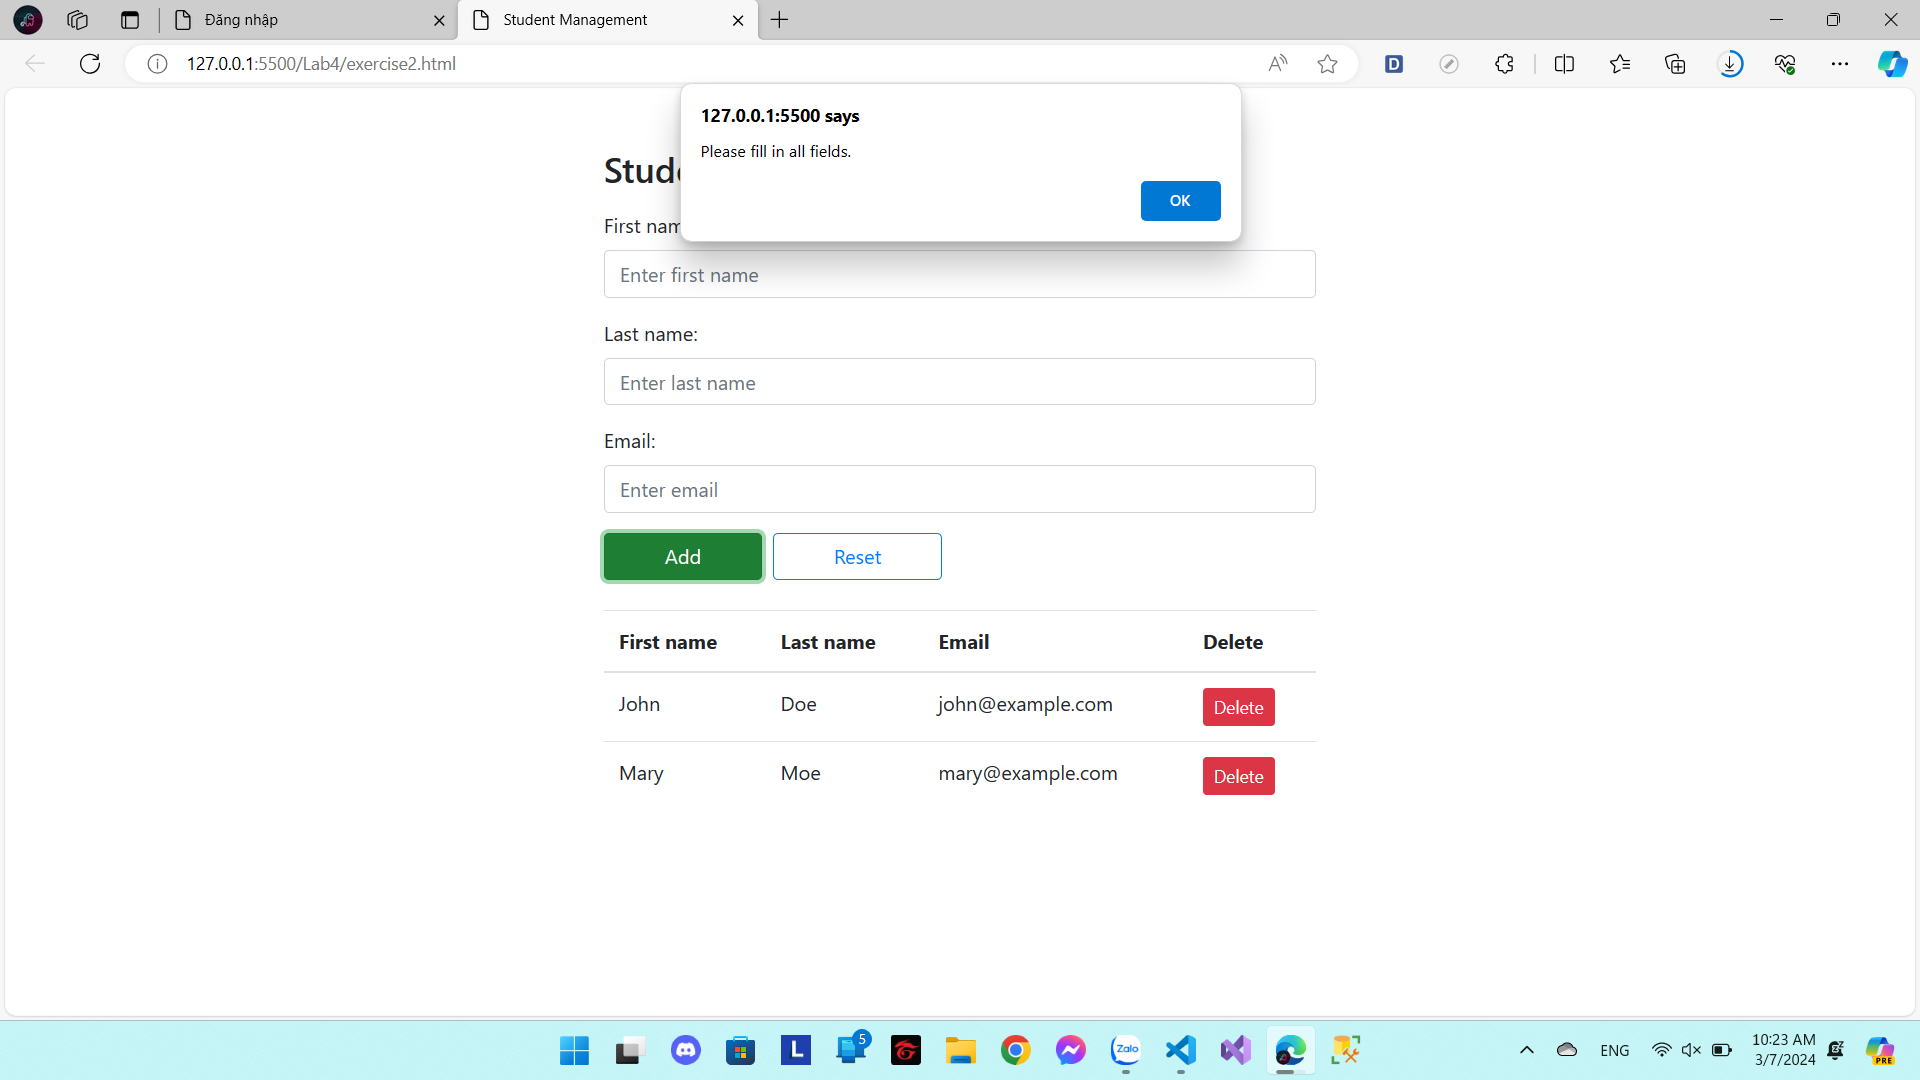 Đăng nhập
Student Management
127.0.0.1:5500/Lab4/exercise2.html
D
127.0.0.1:5500 says
Please fill in all fields.
OK
Enter first name
Last name:
Enter last name
Email:
Enter email
Add Reset
First name Last name Email Delete
John Doe john@example.com Delete
Mary Moe mary@example.com Delete
L
5
Zalo
ENG
10:23 AM
3/7/2024
PRE